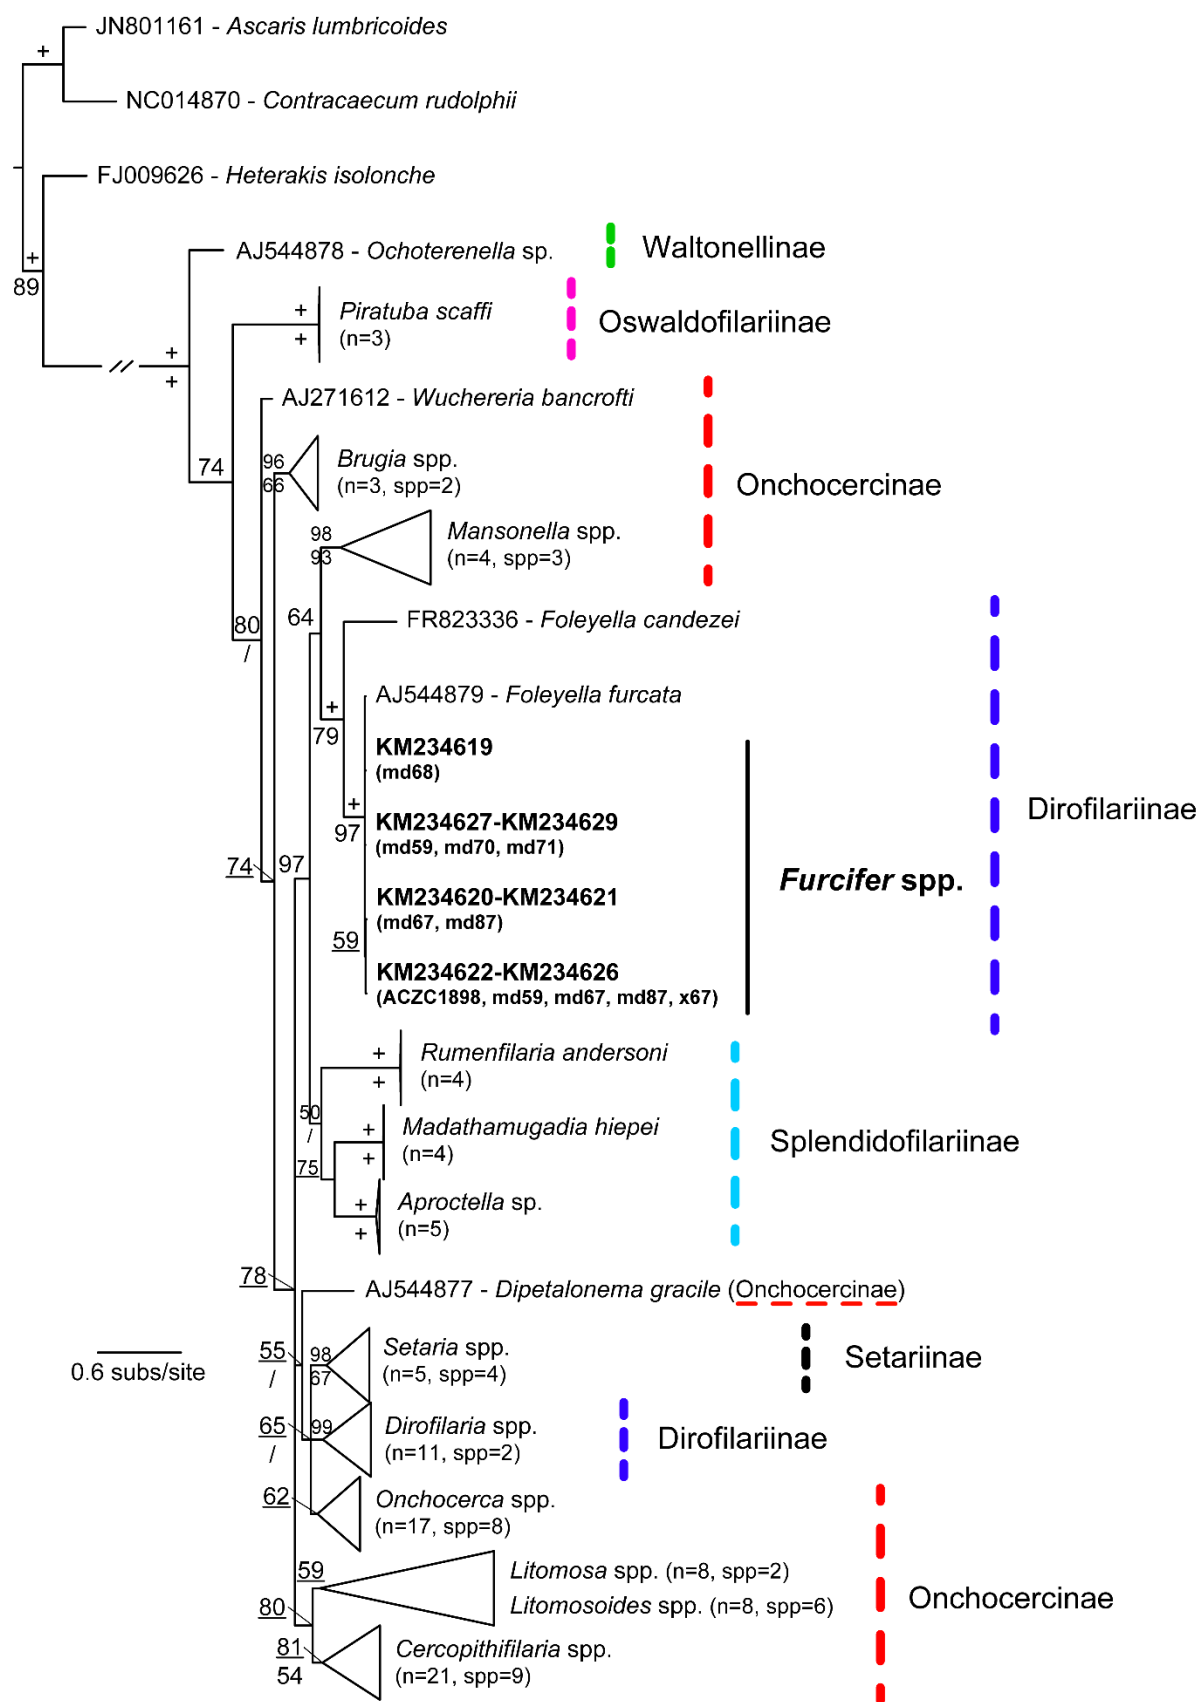 JN801161 - Ascaris lumbricoides
+
NC014870 - Contracaecum rudolphii
FJ009626 - Heterakis isolonche
+
89
AJ544878 - Ochoterenella sp.
Waltonellinae
Piratuba scaffi
(n=3)
+
+
Oswaldofilariinae
+
+
//
AJ271612 - Wuchereria bancrofti
74
Brugia spp.
(n=3, spp=2)
96
66
Onchocercinae
Mansonella spp.
(n=4, spp=3)
98
93
64
80
/
FR823336 - Foleyella candezei
AJ544879 - Foleyella furcata
+
79
KM234619
(md68)
KM234627-KM234629
(md59, md70, md71)
+
97
Dirofilariinae
74
97
KM234620-KM234621
(md67, md87)
Furcifer spp.
59
KM234622-KM234626
(ACZC1898, md59, md67, md87, x67)
Rumenfilaria andersoni
(n=4)
+
+
50
/
Madathamugadia hiepei
(n=4)
+
+
Splendidofilariinae
75
Aproctella sp.
(n=5)
+
+
78
AJ544877 - Dipetalonema gracile (Onchocercinae)
0.6 subs/site
55
/
98
67
Setaria spp.
(n=5, spp=4)
Setariinae
65
/
99
Dirofilaria spp.
(n=11, spp=2)
Dirofilariinae
62
Onchocerca spp.
(n=17, spp=8)
59
Litomosa spp. (n=8, spp=2)
Litomosoides spp. (n=8, spp=6)
Onchocercinae
80
81
54
Cercopithifilaria spp.
(n=21, spp=9)